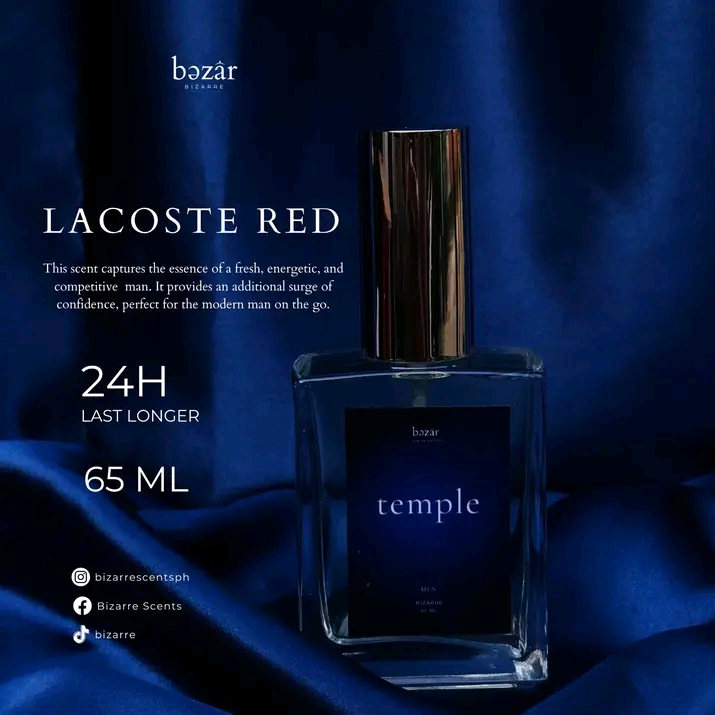 bəzâr
BIZARRE
LACOSTE RED
This scent captures the essence of a fresh, energetic, and
competitive man. It provides an additional surge of
confidence, perfect for the modern man on the go.
24H
LAST LONGER
65 ML
bizarrescentsph
Bizarre Scents
bizarre
bəzâr
temple
MEN
BIZARRE